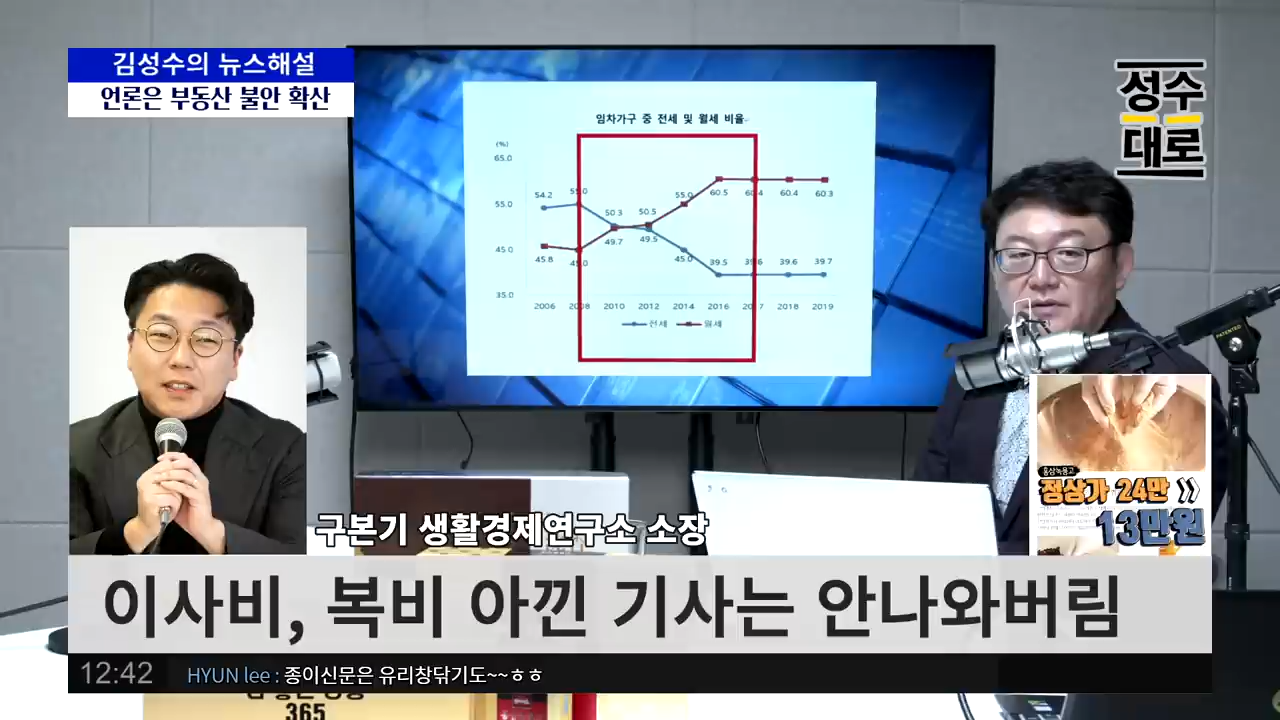 김성수의 뉴스해설
언론은 부동산 불안 확산
성수
대로
임차가구 중 전세 및 월세 비율
(%)
65.0
55.0
45.0
35.0
54.2 55.0 50.3 50.5 55.0 60.5 60.4 60.4 60.3
45.8 45.0 49.7 49.5 45.0 39.5 39.6 39.6 39.7
2006 2008 2010 2012 2014 2016 2017 2018 2019
전세 월세
PATENTED
홍삼녹용고
정상가 24만
13만원
구본기 생활경제연구소 소장
이사비, 복비 아낀 기사는 안나와버림
12:42 HYUN lee : 종이신문은 유리창닦기도~~ㅎㅎ
365